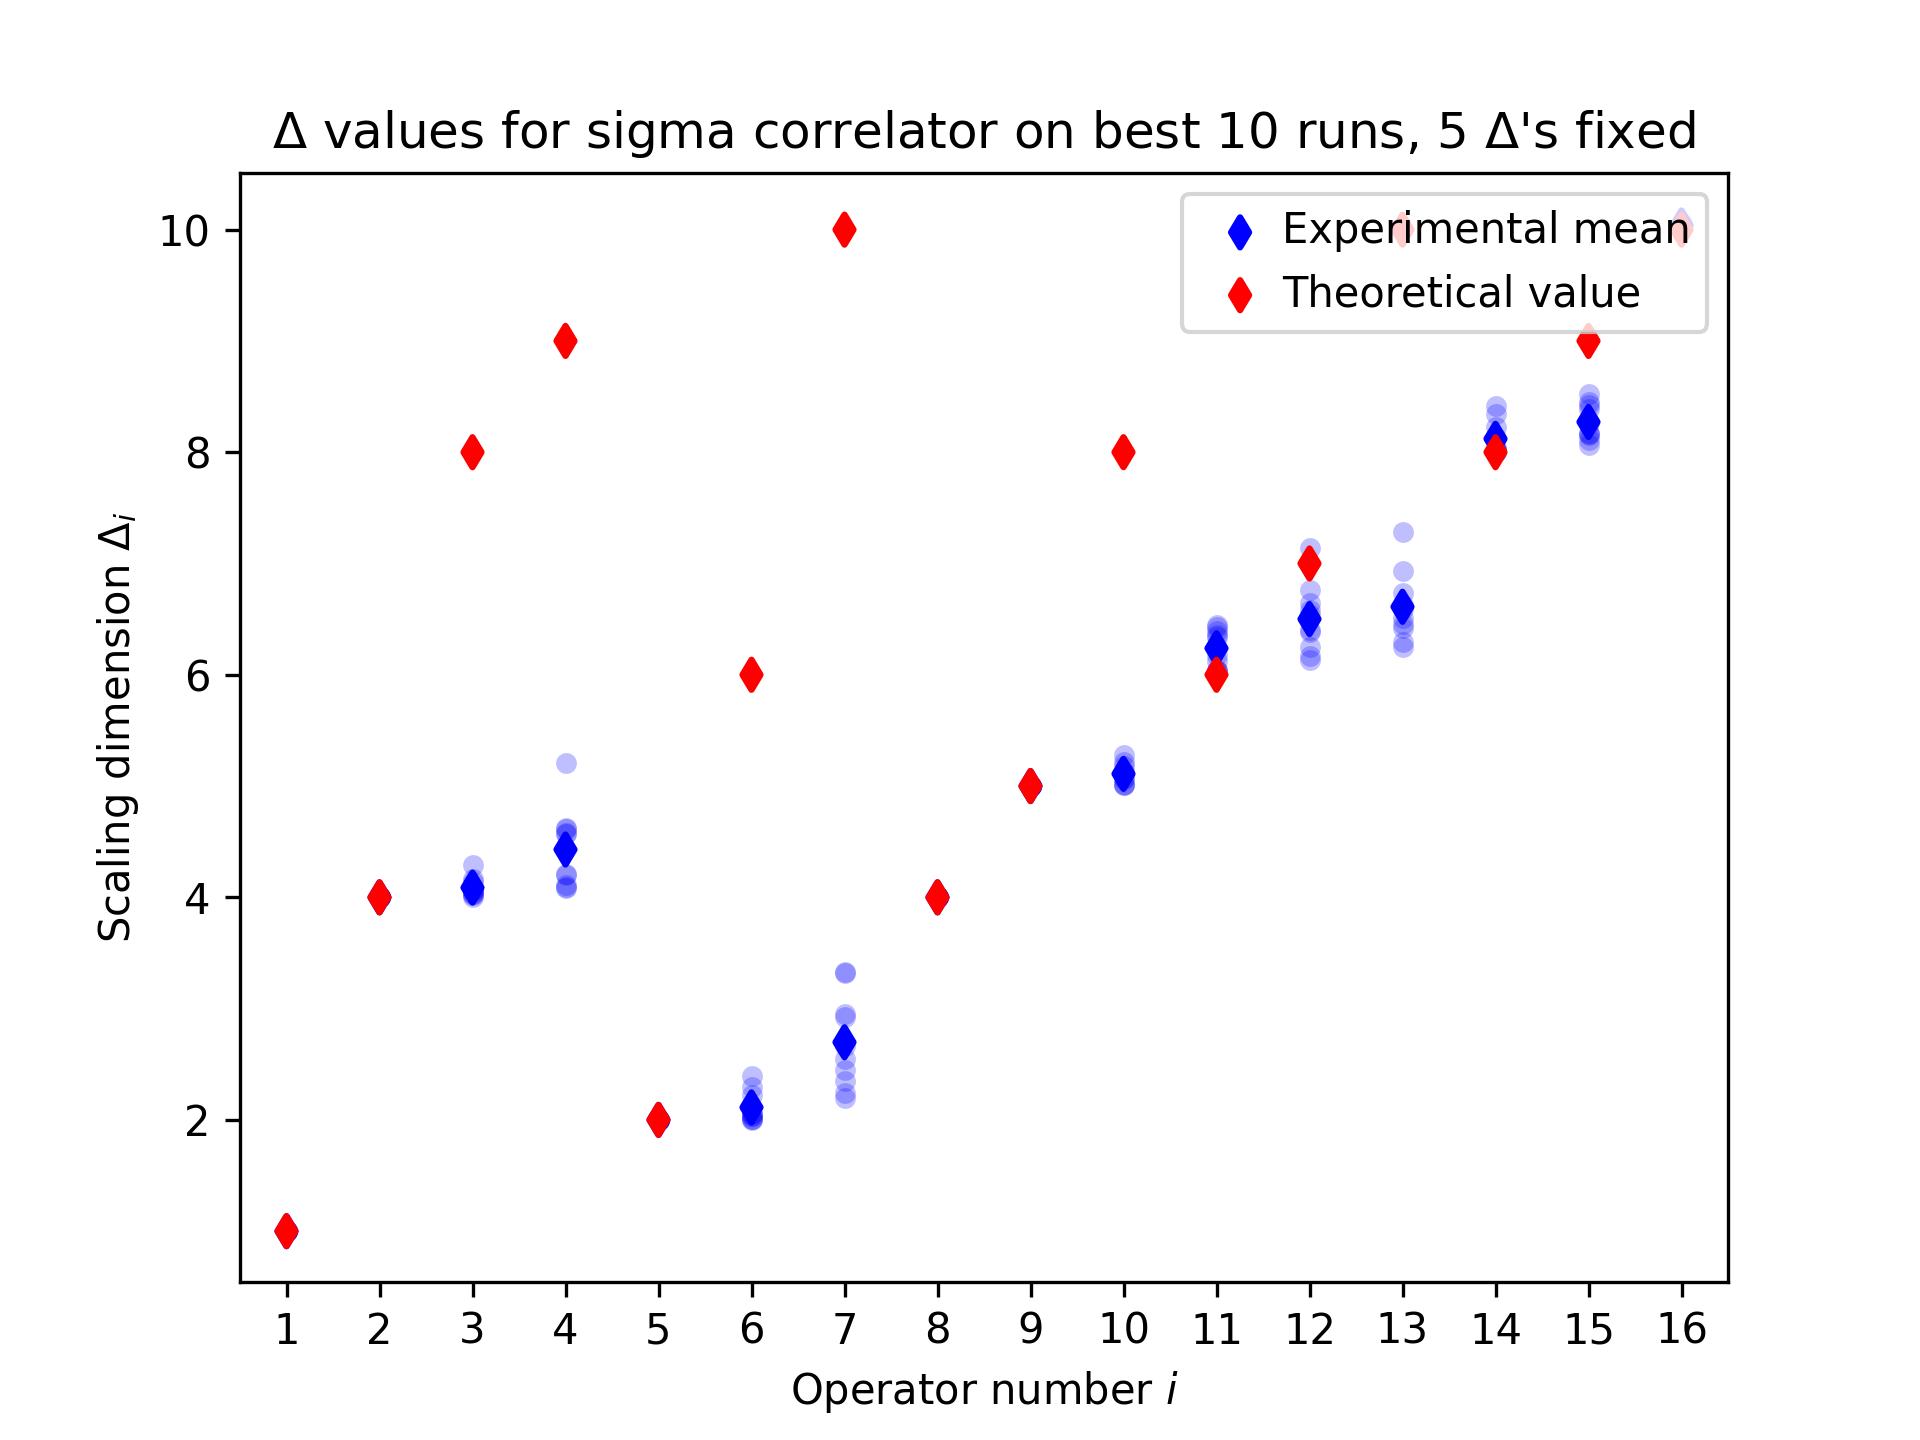 Δ values for sigma correlator on best 10 runs, 5 Δ's fixed
Experimental mean
Theoretical value
10
8
6
4
2
Scaling dimension Δᵢ
1 2 3 4 5 6 7 8 9 10 11 12 13 14 15 16
Operator number i